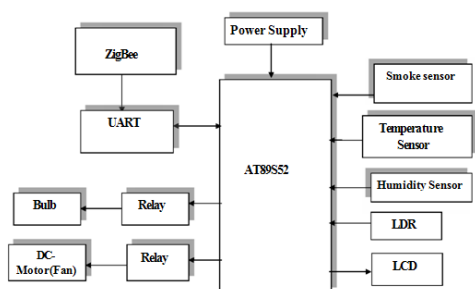 Power Supply
ZigBee
Smoke sensor
UART
Temperature
Sensor
AT89S52
Humidity Sensor
Bulb
Relay
LDR
DC-
Motor(Fan)
Relay
LCD